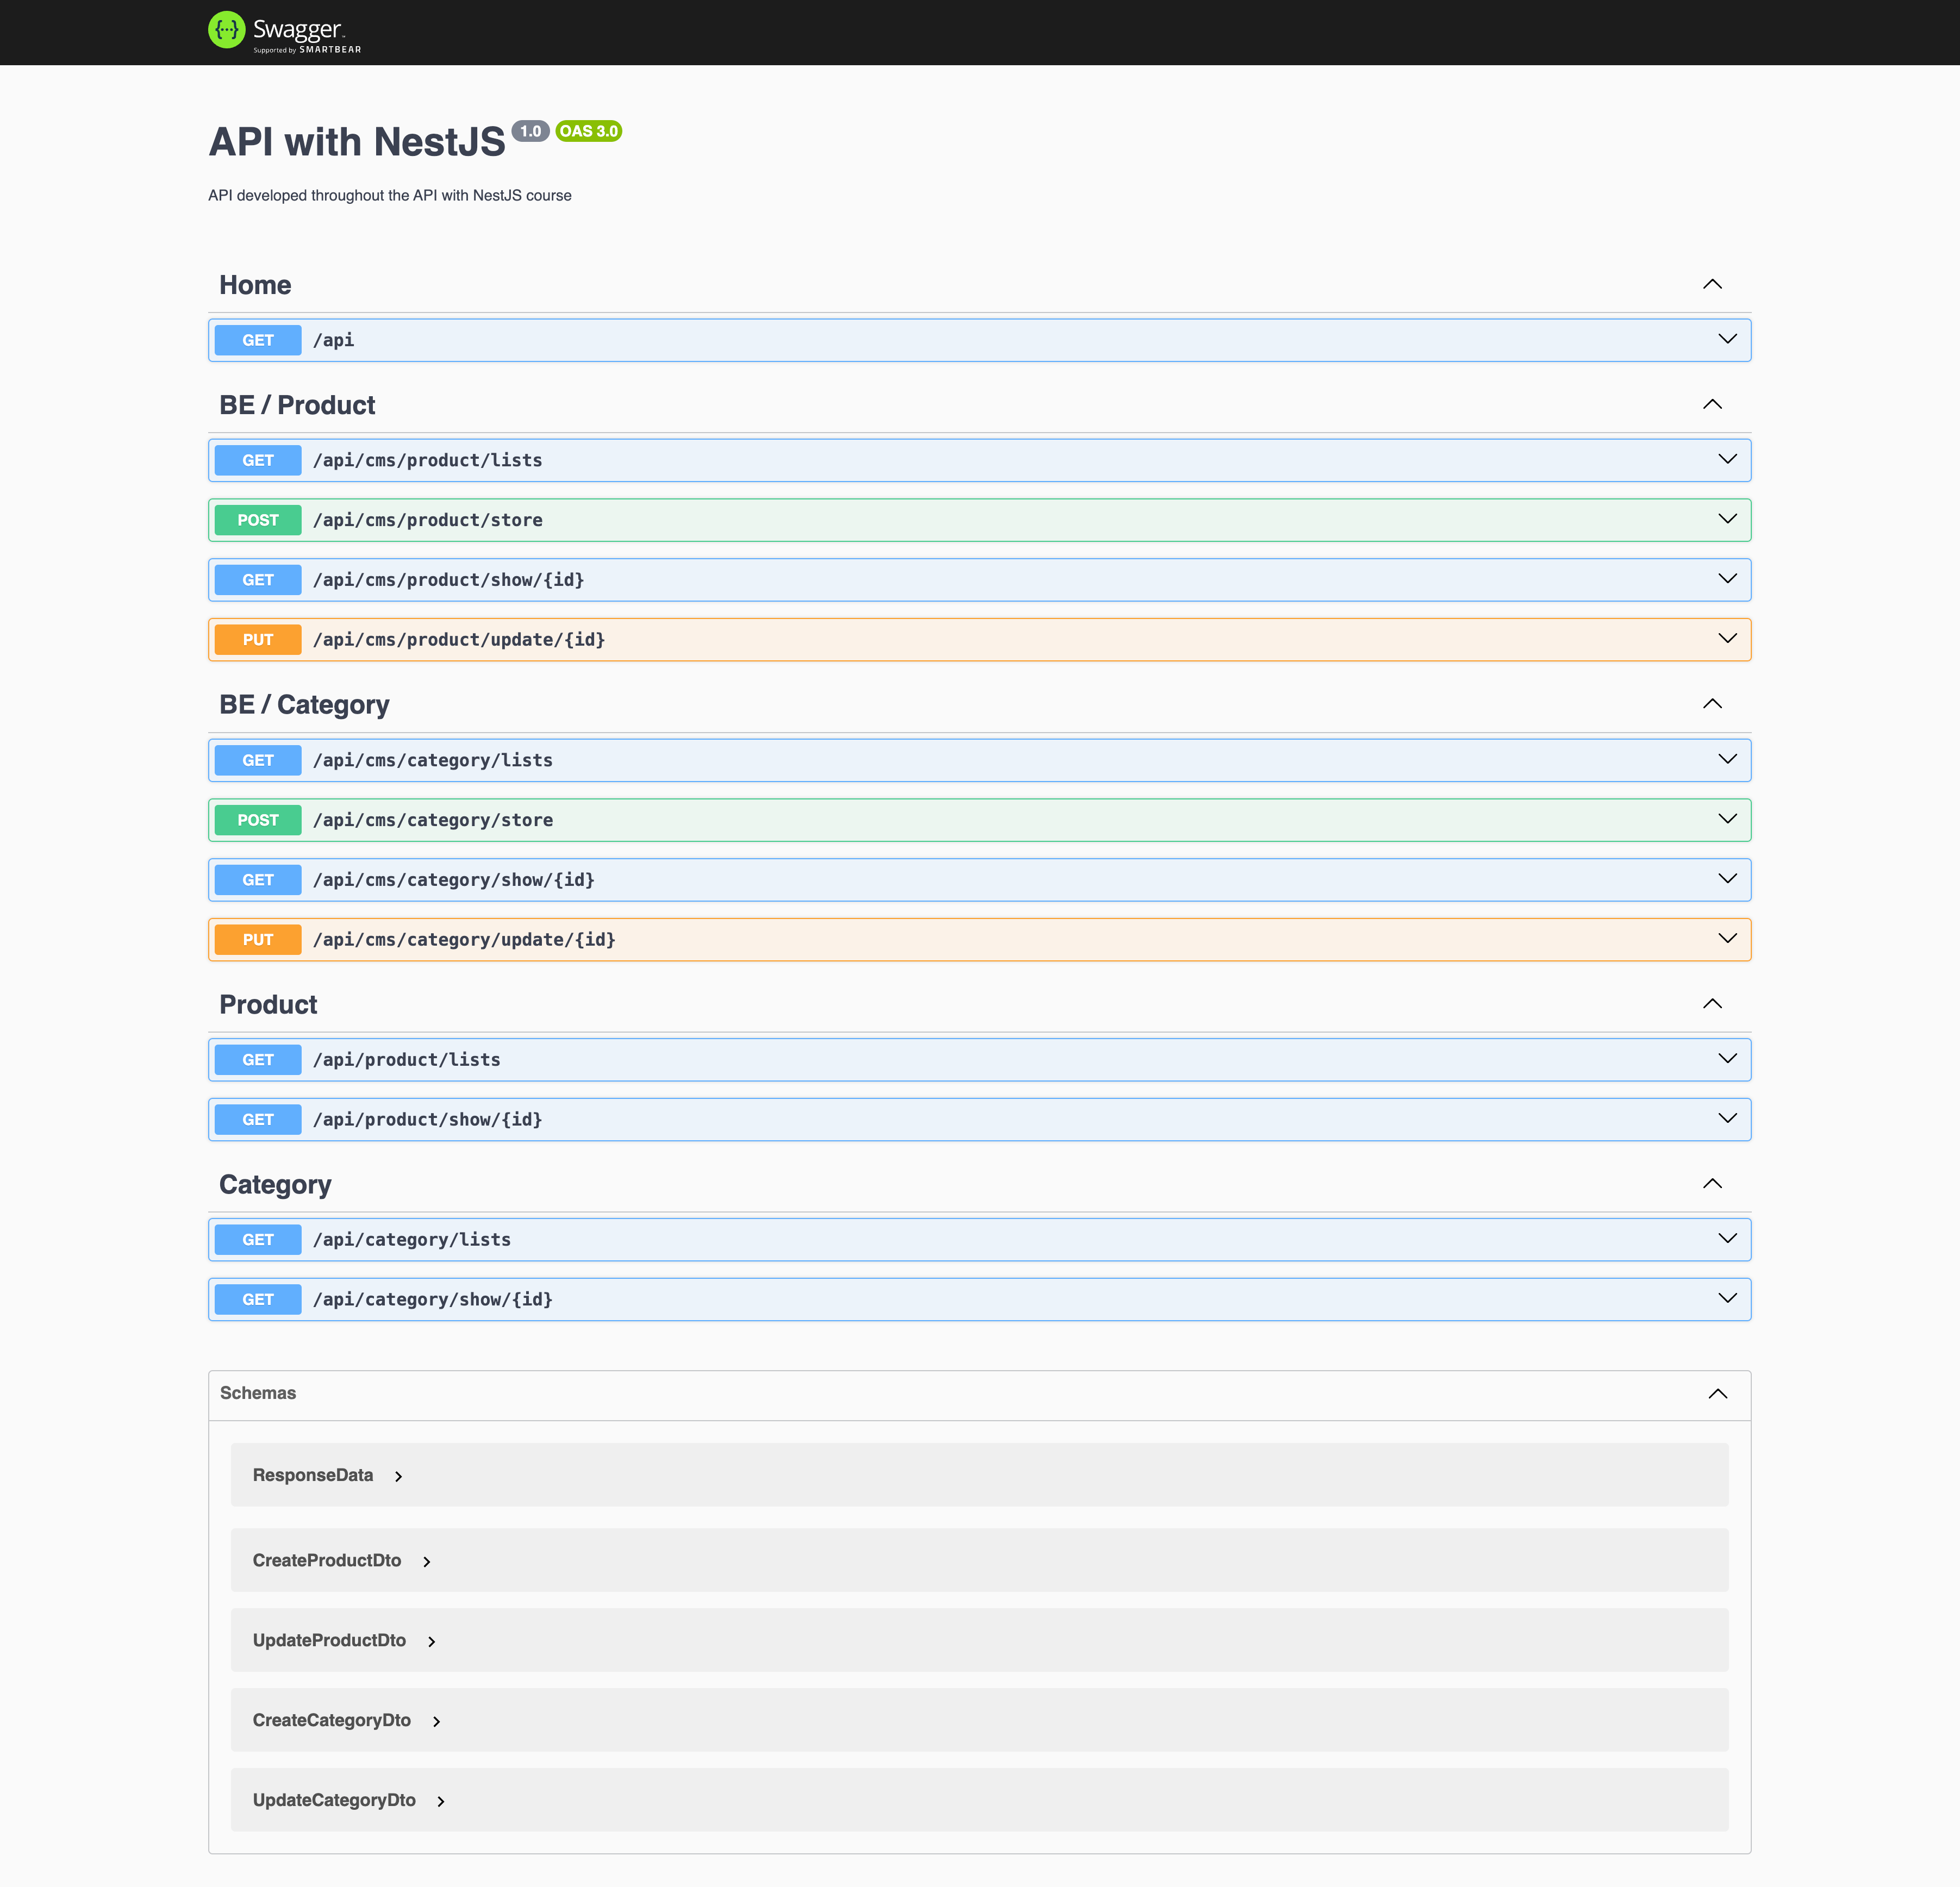 Swagger
Supported by SMARTBEAR
API with NestJS 1.0 OAS 3.0
API developed throughout the API with NestJS course
Home
GET /api
BE / Product
GET /api/cms/product/lists
POST /api/cms/product/store
GET /api/cms/product/show/{id}
PUT /api/cms/product/update/{id}
BE / Category
GET /api/cms/category/lists
POST /api/cms/category/store
GET /api/cms/category/show/{id}
PUT /api/cms/category/update/{id}
Product
GET /api/product/lists
GET /api/product/show/{id}
Category
GET /api/category/lists
GET /api/category/show/{id}
Schemas
ResponseData
CreateProductDto
UpdateProductDto
CreateCategoryDto
UpdateCategoryDto